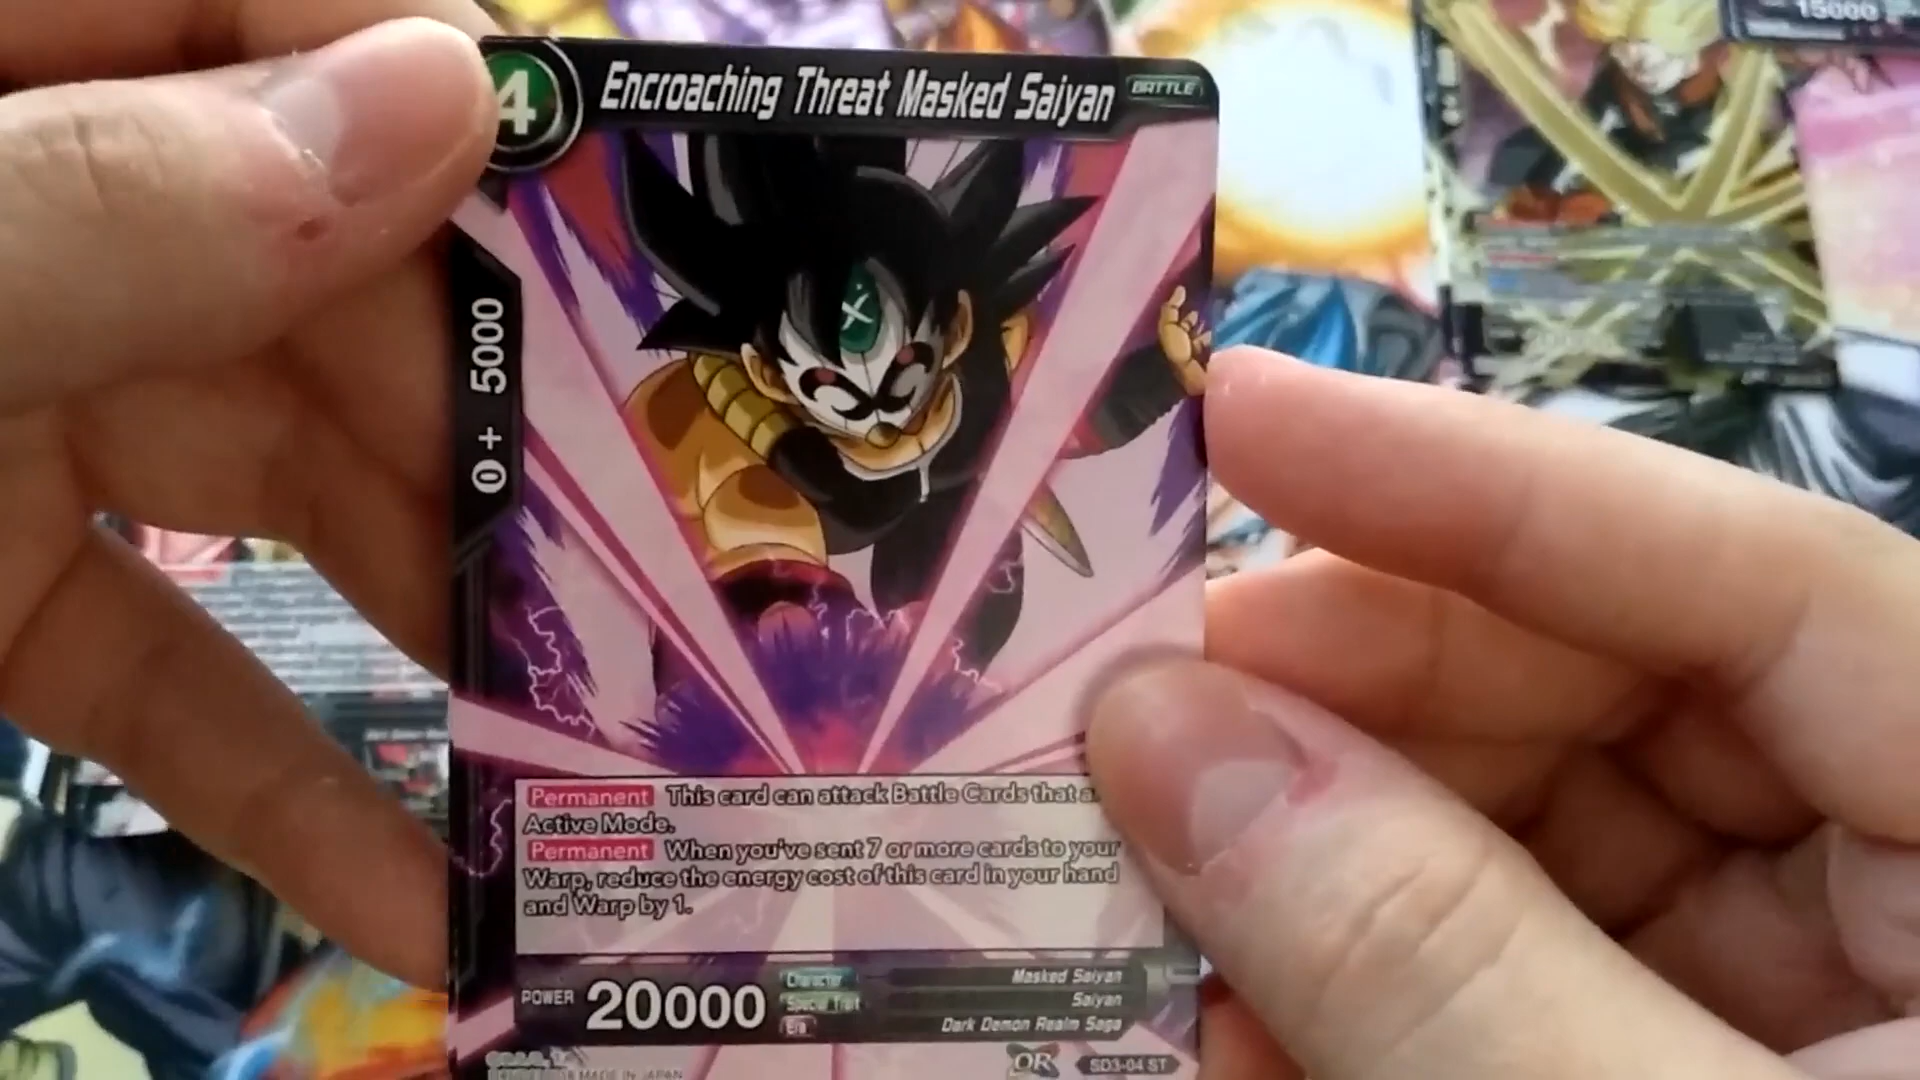 4
Encroaching Threat Masked Saiyan
BATTLE
0 + 5000
Permanent This card can attack Battle Cards that
Active Mode.
Permanent When you've sent 7 or more cards to your
Warp, reduce the energy cost of this card in your hand
and Warp by 1.
POWER 20000
Character Masked Saiyan
Special Trait Saiyan
Era Dark Demon Realm Saga
MADE IN JAPAN
QR
SD3-04 ST
15000